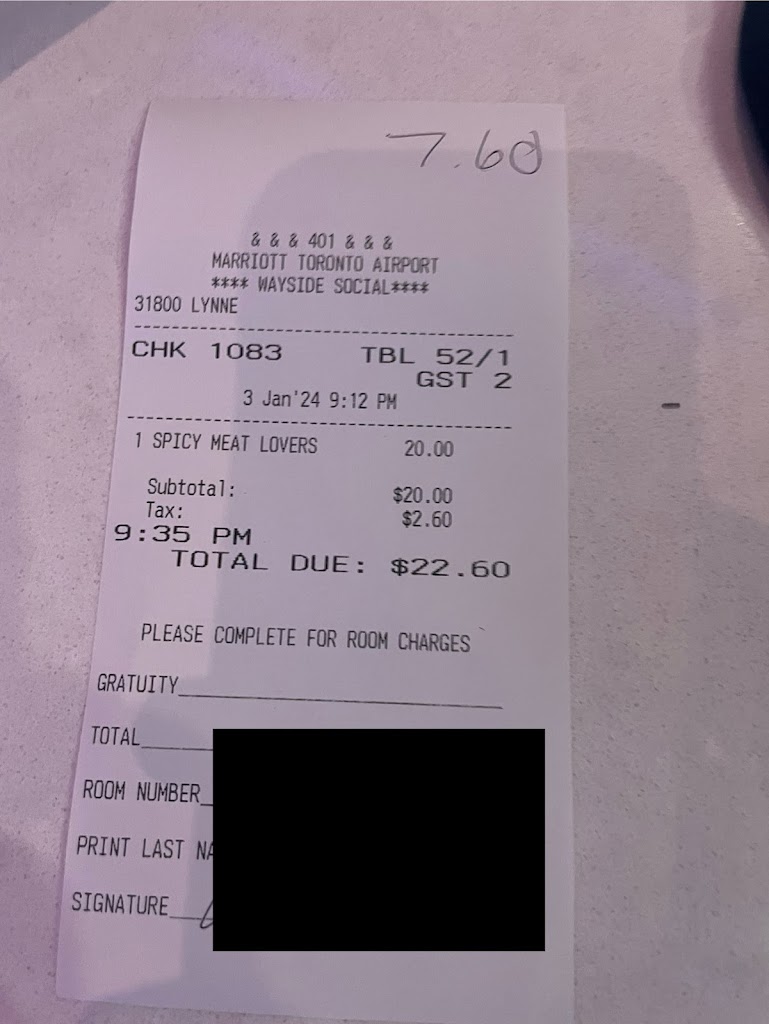 7.60
& & & 401 & & &
MARRIOTT TORONTO AIRPORT
**** WAYSIDE SOCIAL****
31800 LYNNE
CHK 1083 TBL 52/1
GST 2
3 Jan'24 9:12 PM
1 SPICY MEAT LOVERS 20.00
Subtotal: $20.00
Tax: $2.60
9:35 PM
TOTAL DUE: $22.60
PLEASE COMPLETE FOR ROOM CHARGES
GRATUITY
TOTAL
ROOM NUMBER
PRINT LAST
SIGNATURE